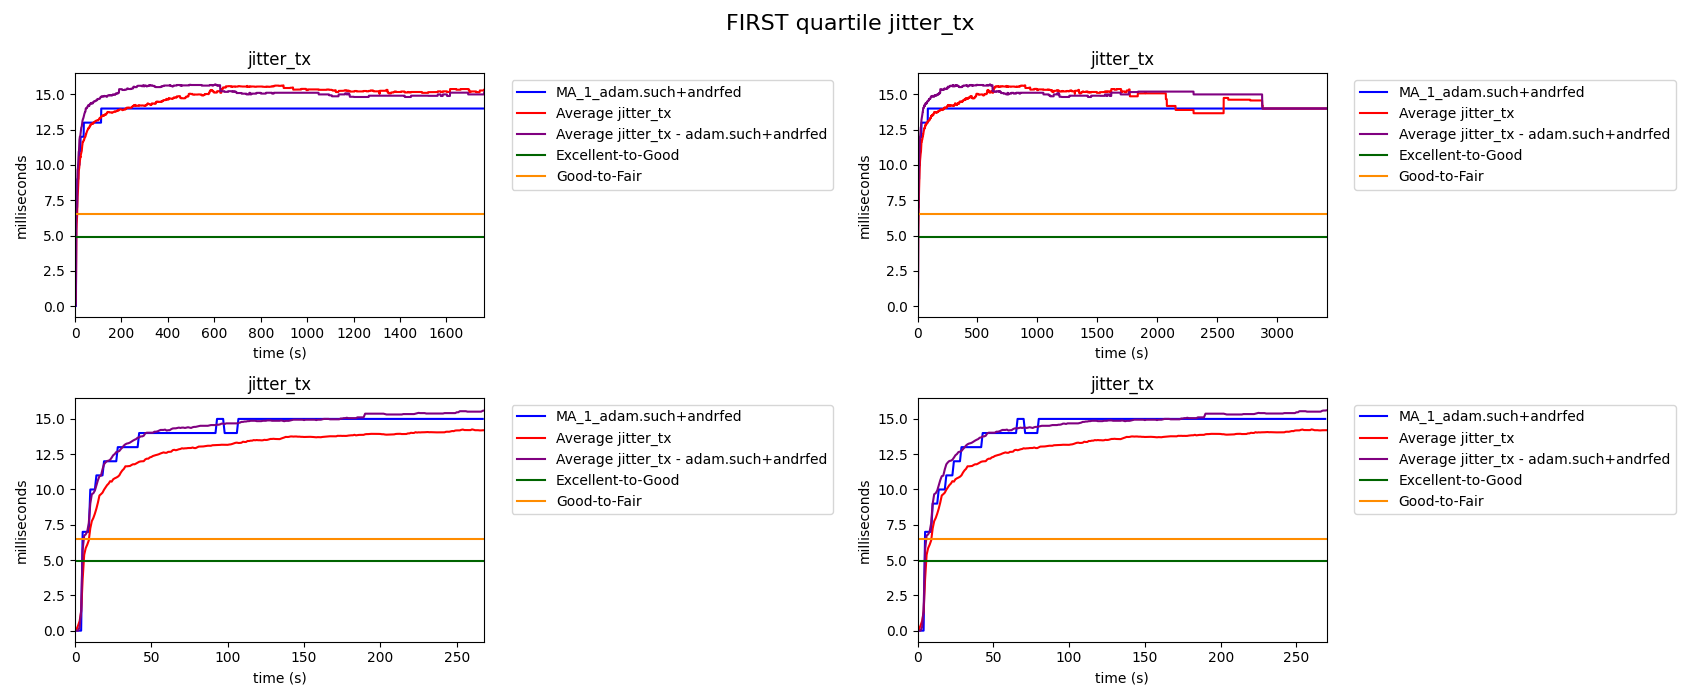 FIRST quartile jitter_tx
jitter_tx
milliseconds
15.0
12.5
10.0
7.5
5.0
2.5
0.0
0 200 400 600 800 1000 1200 1400 1600
time (s)
MA_1_adam.such+andrfed
Average jitter_tx
Average jitter_tx - adam.such+andrfed
Excellent-to-Good
Good-to-Fair
jitter_tx
milliseconds
15.0
12.5
10.0
7.5
5.0
2.5
0.0
0 500 1000 1500 2000 2500 3000
time (s)
MA_1_adam.such+andrfed
Average jitter_tx
Average jitter_tx - adam.such+andrfed
Excellent-to-Good
Good-to-Fair
jitter_tx
milliseconds
15.0
12.5
10.0
7.5
5.0
2.5
0.0
0 50 100 150 200 250
time (s)
MA_1_adam.such+andrfed
Average jitter_tx
Average jitter_tx - adam.such+andrfed
Excellent-to-Good
Good-to-Fair
jitter_tx
milliseconds
15.0
12.5
10.0
7.5
5.0
2.5
0.0
0 50 100 150 200 250
time (s)
MA_1_adam.such+andrfed
Average jitter_tx
Average jitter_tx - adam.such+andrfed
Excellent-to-Good
Good-to-Fair